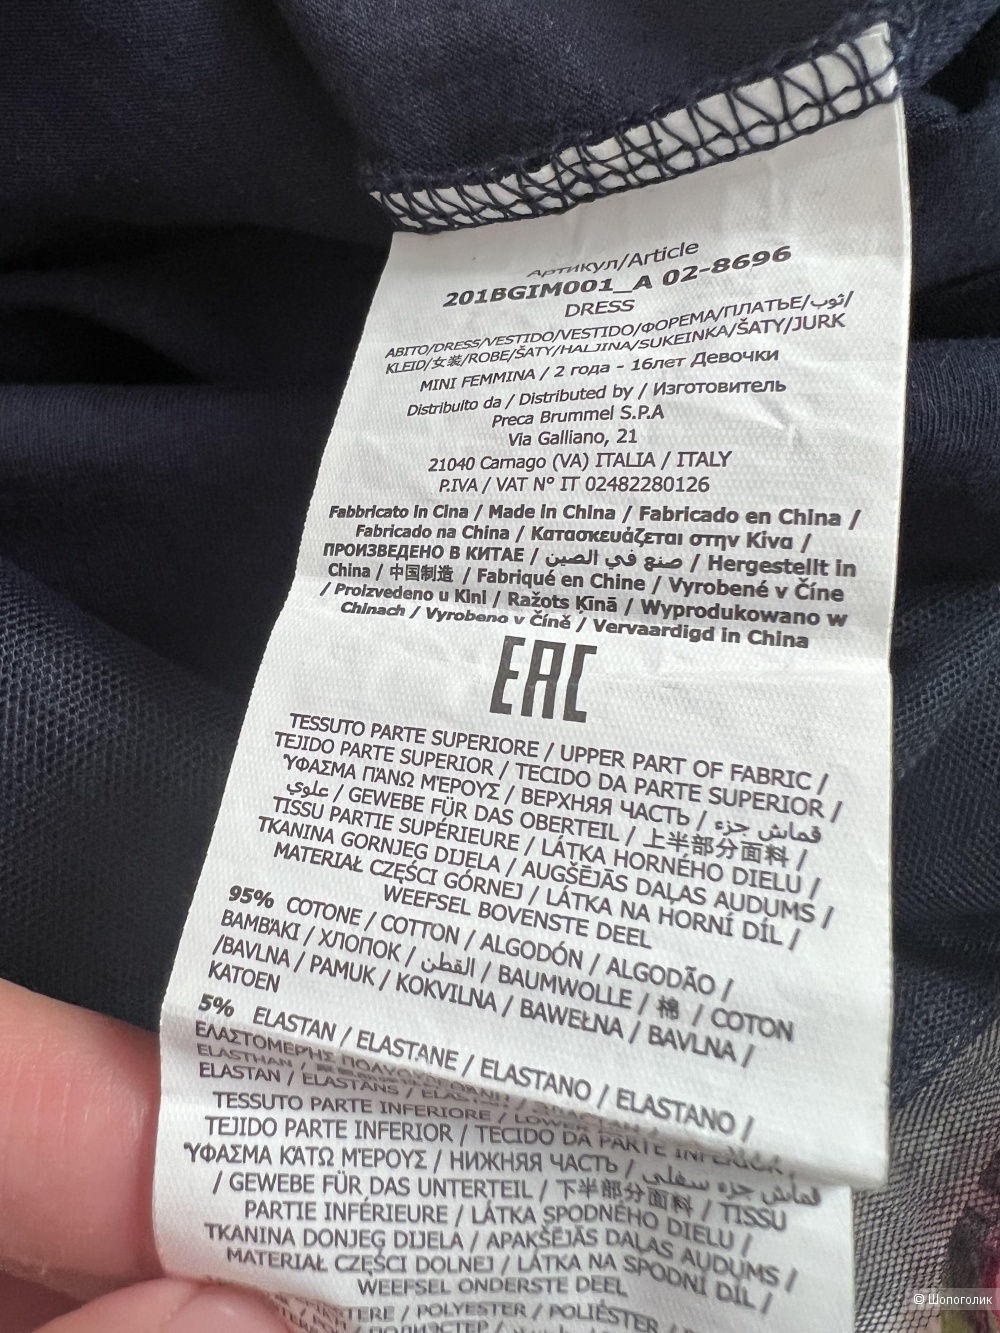 Артикул/Article
201BGIM001_A 02-8696
DRESS
ABITO/DRESS/VESTIDO/VESTIDO/ΦΟΡΕΜΑ/ПЛАТЬЕ/ثوب/
KLEID/女装/ROBE/ŠATY/HALJINA/SUKEINKA/ŠATY/JURK
MINI FEMMINA / 2 года - 16лет Девочки
Distribuito da / Distributed by / Изготовитель
Preca Brummel S.P.A
Via Galliano, 21
21040 Carnago (VA) ITALIA / ITALY
P.IVA / VAT N° IT 02482280126
Fabbricato in Cina / Made in China / Fabricado en China /
Fabricado na China / Κατασκευάζεται στην Κίνα /
ПРОИЗВЕДЕНО В КИТАЕ / صنع في الصين / Hergestellt in
China / 中国制造 / Fabriqué en Chine / Vyrobené v Číne
/ Proizvedeno u Kini / Ražots Ķīnā / Wyprodukowano w
Chinach / Vyrobeno v Číně / Vervaardigd in China
EAC
TESSUTO PARTE SUPERIORE / UPPER PART OF FABRIC /
TEJIDO PARTE SUPERIOR / TECIDO DA PARTE SUPERIOR /
ΎΦΑΣΜΑ ΠΆΝΩ ΜΈΡΟΥΣ / ВЕРХНЯЯ ЧАСТЬ / قماش جزء
علوي / GEWEBE FÜR DAS OBERTEIL / 上半部分面料 /
TISSU PARTIE SUPÉRIEURE / LÁTKA HORNÉHO DIELU /
TKANINA GORNJEG DIJELA / AUGŠĒJĀS DAĻAS AUDUMS /
MATERIAŁ CZĘŚCI GÓRNEJ / LÁTKA NA HORNÍ DÍL /
WEEFSEL BOVENSTE DEEL
95% COTONE / COTTON / ALGODÓN / ALGODÃO /
ΒΑΜΒΆΚΙ / ХЛОПОК / القطن / BAUMWOLLE / 棉 / COTON
/BAVLNA / PAMUK / KOKVILNA / BAWEŁNA / BAVLNA /
KATOEN
5% ELASTAN / ELASTANE / ELASTANO / ELASTANO /
ΕΛΑΣΤΟΜΕΡΉΣ
ELASTHAN /
ELASTAN / ELASTĀNS /
TESSUTO PARTE INFERIORE / LOWER
TEJIDO PARTE INFERIOR / TECIDO DA PARTE INFERIOR /
ΎΦΑΣΜΑ ΚΆΤΩ ΜΈΡΟΥΣ / НИЖНЯЯ ЧАСТЬ / قماش جزء سفلي
/ GEWEBE FÜR DAS UNTERTEIL / 下半部分面料 / TISSU
PARTIE INFÉRIEURE / LÁTKA SPODNÉHO DIELU /
TKANINA DONJEG DIJELA / APAKŠĒJĀS DAĻAS AUDUMS /
MATERIAŁ CZĘŚCI DOLNEJ / LÁTKA NA SPODNÍ DÍL /
WEEFSEL ONDERSTE DEEL
/ POLYESTER / POLIÉSTER /
© Шопоголик